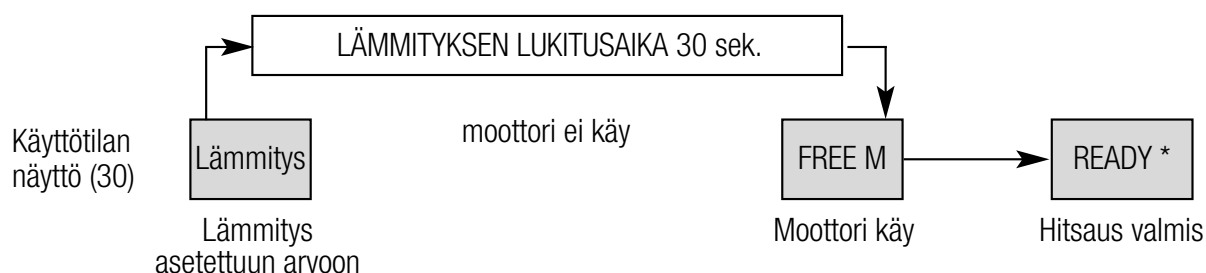 LÄMMITYKSEN LUKITUSAIKA 30 sek.
Käyttötilan
näyttö (30)
Lämmitys
moottori ei käy
FREE M
READY *
Lämmitys
asetettuun arvoon
Moottori käy
Hitsaus valmis